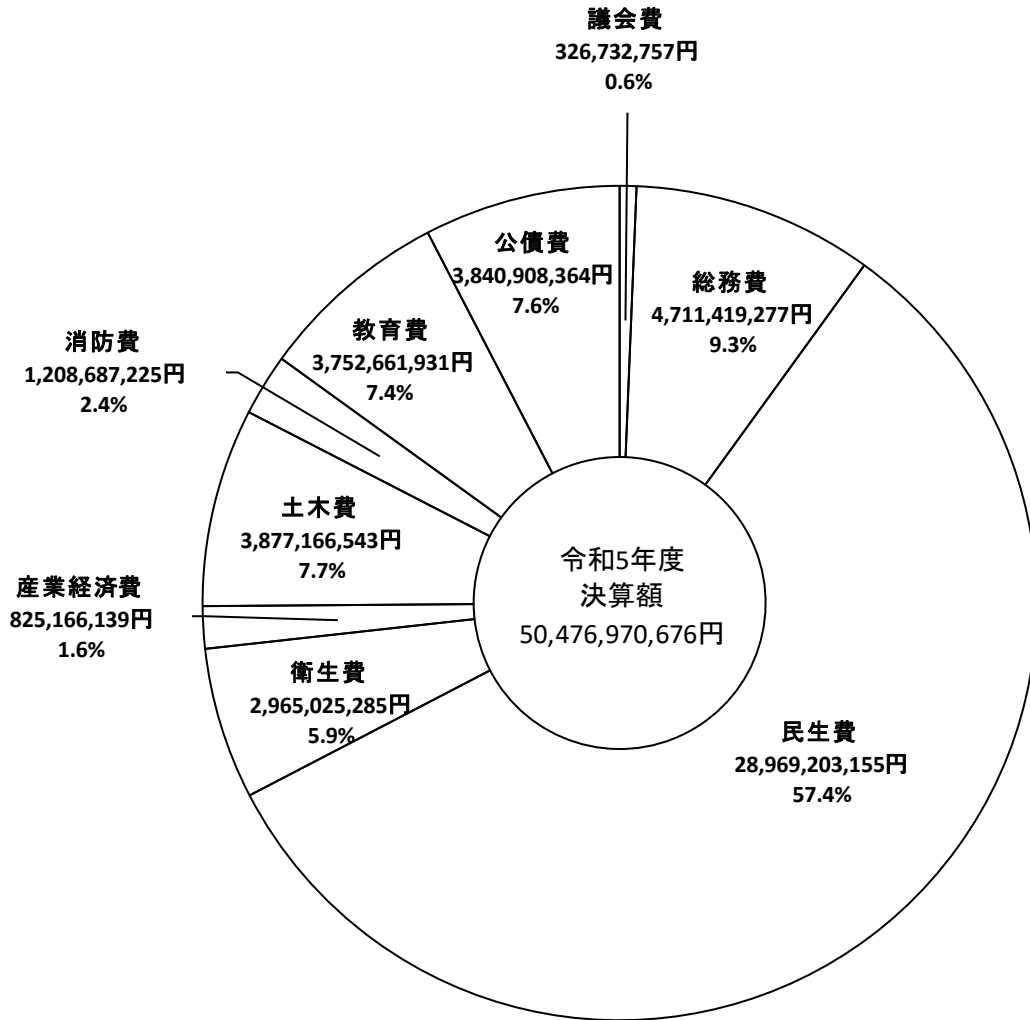 議会費
326,732,757円
0.6%
総務費
4,711,419,277円
9.3%
民生費
28,969,203,155円
57.4%
衛生費
2,965,025,285円
5.9%
産業経済費
825,166,139円
1.6%
土木費
3,877,166,543円
7.7%
消防費
1,208,687,225円
2.4%
教育費
3,752,661,931円
7.4%
公債費
3,840,908,364円
7.6%
令和5年度
決算額
50,476,970,676円